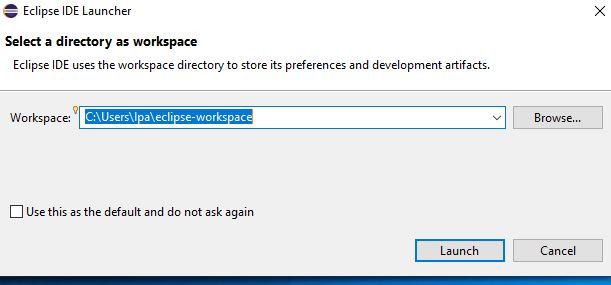 Eclipse IDE Launcher
Select a directory as workspace
Eclipse IDE uses the workspace directory to store its preferences and development artifacts.
Workspace: C:\Users\lpa\eclipse-workspace Browse...
Use this as the default and do not ask again
Launch Cancel